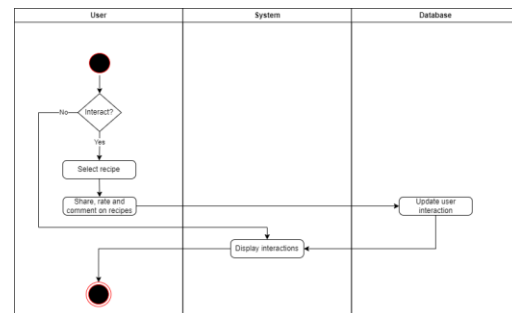 User
System
Database
Interact?
No
Yes
Select recipe
Share, rate and
comment on recipes
Update user
interaction
Display interactions